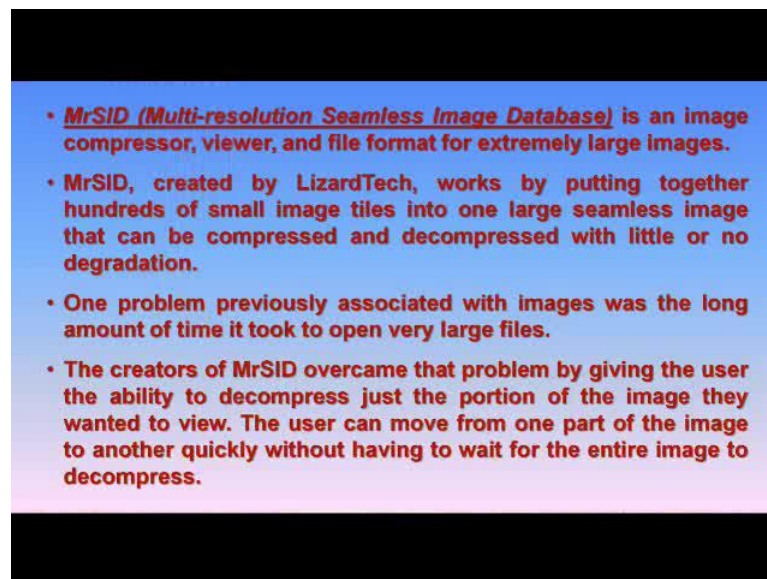 • MrSID (Multi-resolution Seamless Image Database) is an image
compressor, viewer, and file format for extremely large images.
• MrSID, created by LizardTech, works by putting together
hundreds of small image tiles into one large seamless image
that can be compressed and decompressed with little or no
degradation.
• One problem previously associated with images was the long
amount of time it took to open very large files.
• The creators of MrSID overcame that problem by giving the user
the ability to decompress just the portion of the image they
wanted to view. The user can move from one part of the image
to another quickly without having to wait for the entire image to
decompress.